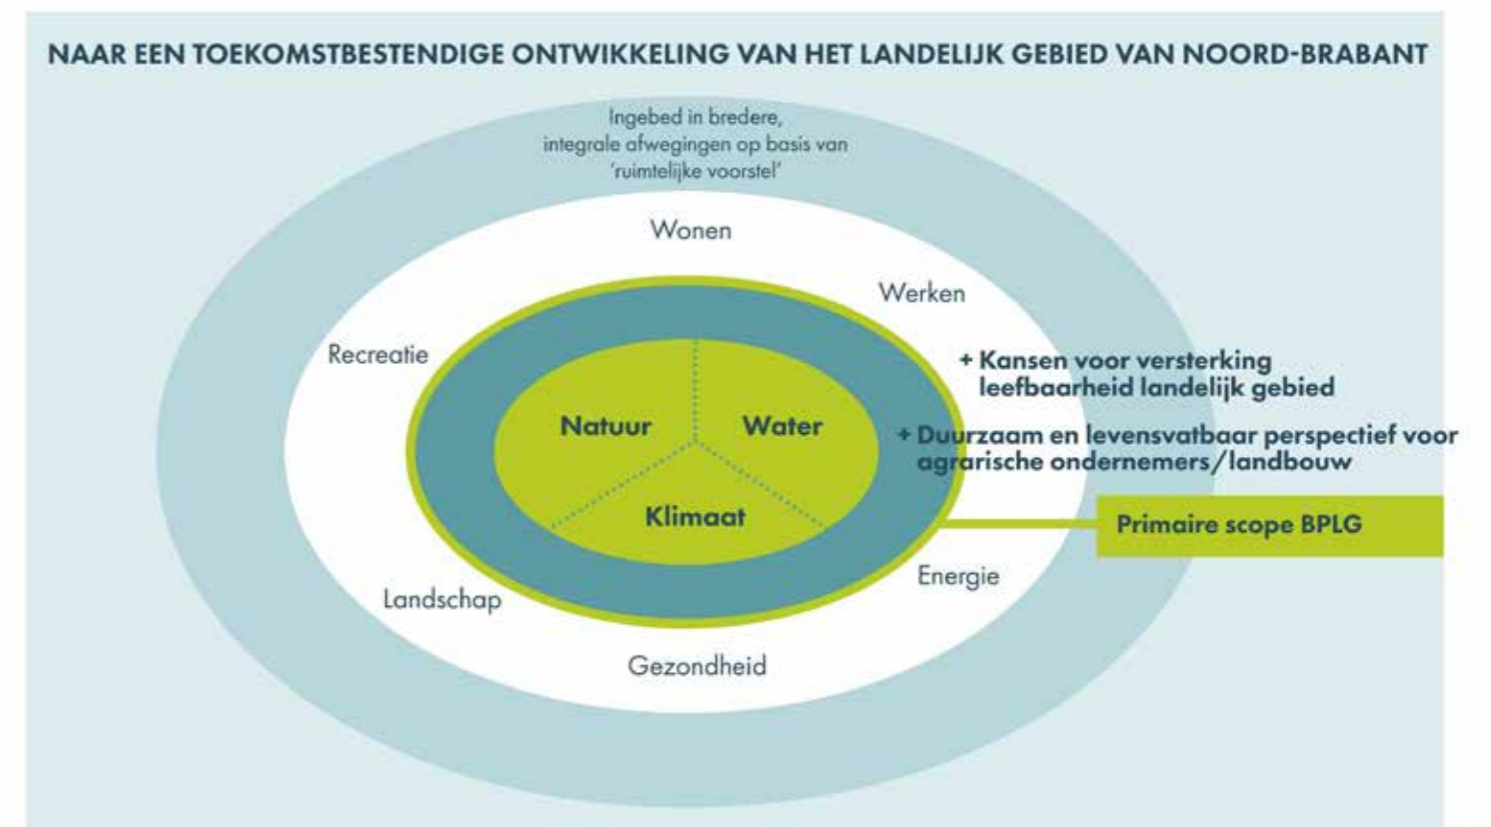 NAAR EEN TOEKOMSTBESTENDIGE ONTWIKKELING VAN HET LANDELIJK GEBIED VAN NOORD-BRABANT
Ingebed in bredere,
integrale afwegingen op basis van
‘ruimtelijke voorstel’
Wonen
Werken
Recreatie
+ Kansen voor versterking
leefbaarheid landelijk gebied
Natuur
Water
+ Duurzaam en levensvatbaar perspectief voor
agrarische ondernemers/landbouw
Klimaat
Primaire scope BPLG
Energie
Landschap
Gezondheid